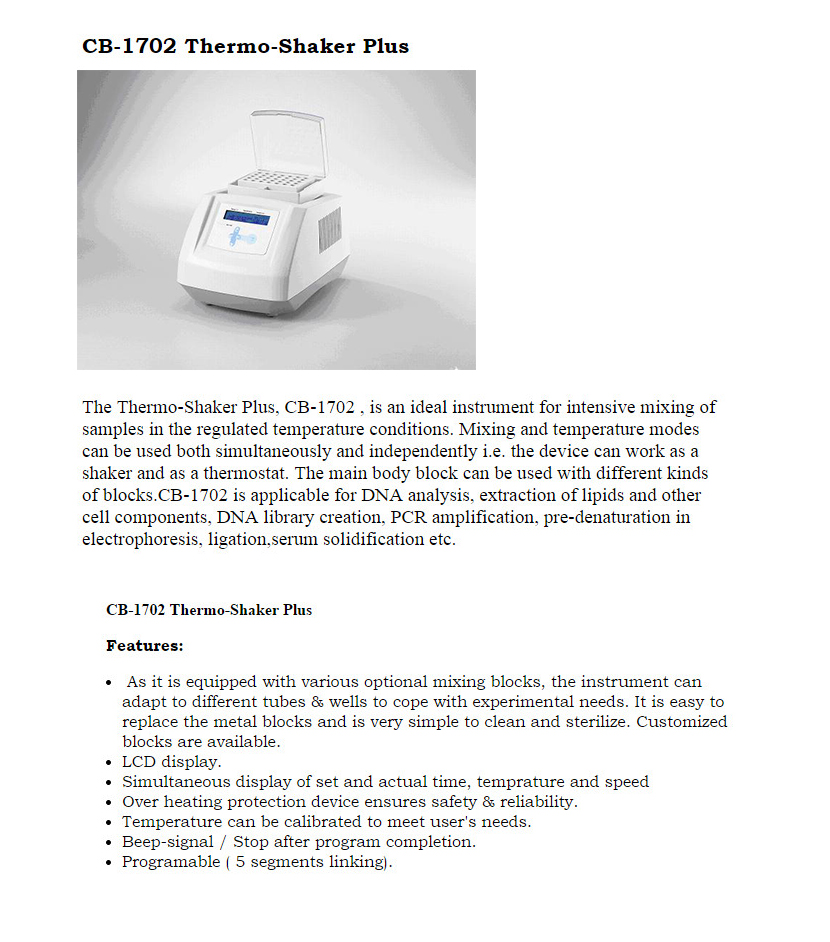 CB-1702 Thermo-Shaker Plus
The Thermo-Shaker Plus, CB-1702 , is an ideal instrument for intensive mixing of
samples in the regulated temperature conditions. Mixing and temperature modes
can be used both simultaneously and independently i.e. the device can work as a
shaker and as a thermostat. The main body block can be used with different kinds
of blocks.CB-1702 is applicable for DNA analysis, extraction of lipids and other
cell components, DNA library creation, PCR amplification, pre-denaturation in
electrophoresis, ligation,serum solidification etc.
CB-1702 Thermo-Shaker Plus
Features:
• As it is equipped with various optional mixing blocks, the instrument can
adapt to different tubes & wells to cope with experimental needs. It is easy to
replace the metal blocks and is very simple to clean and sterilize. Customized
blocks are available.
• LCD display.
• Simultaneous display of set and actual time, temprature and speed
• Over heating protection device ensures safety & reliability.
• Temperature can be calibrated to meet user's needs.
• Beep-signal / Stop after program completion.
• Programable ( 5 segments linking).